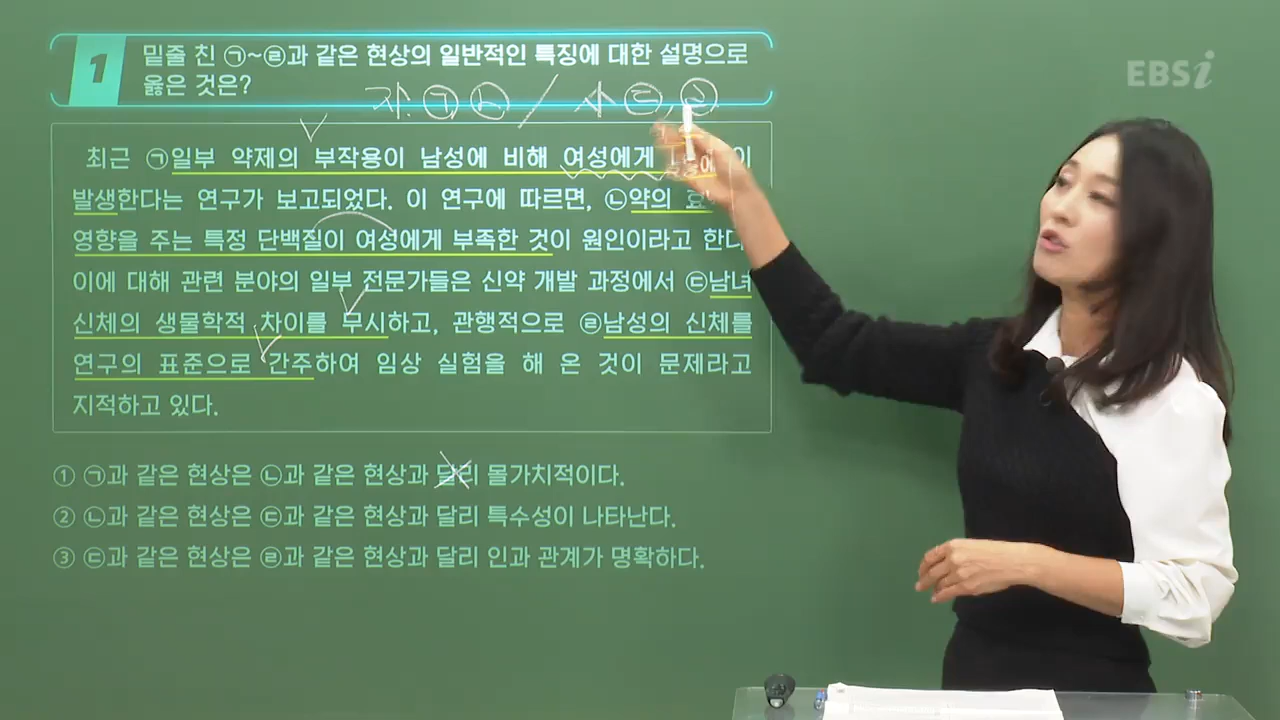 1
밑줄 친 ㉠~㉣과 같은 현상의 일반적인 특징에 대한 설명으로
옳은 것은?
EBSi
자. ㉠ ㉡ / 사 ㉢, ㉣
최근 ㉠일부 약제의 부작용이 남성에 비해 여성에게
발생한다는 연구가 보고되었다. 이 연구에 따르면, ㉡약의
영향을 주는 특정 단백질이 여성에게 부족한 것이 원인이라고
이에 대해 관련 분야의 일부 전문가들은 신약 개발 과정에서 ㉢남녀
신체의 생물학적 차이를 무시하고, 관행적으로 ㉣남성의 신체를
연구의 표준으로 간주하여 임상 실험을 해 온 것이 문제라고
지적하고 있다.
① ㉠과 같은 현상은 ㉡과 같은 현상과 달리 몰가치적이다.
② ㉡과 같은 현상은 ㉢과 같은 현상과 달리 특수성이 나타난다.
③ ㉢과 같은 현상은 ㉣과 같은 현상과 달리 인과 관계가 명확하다.